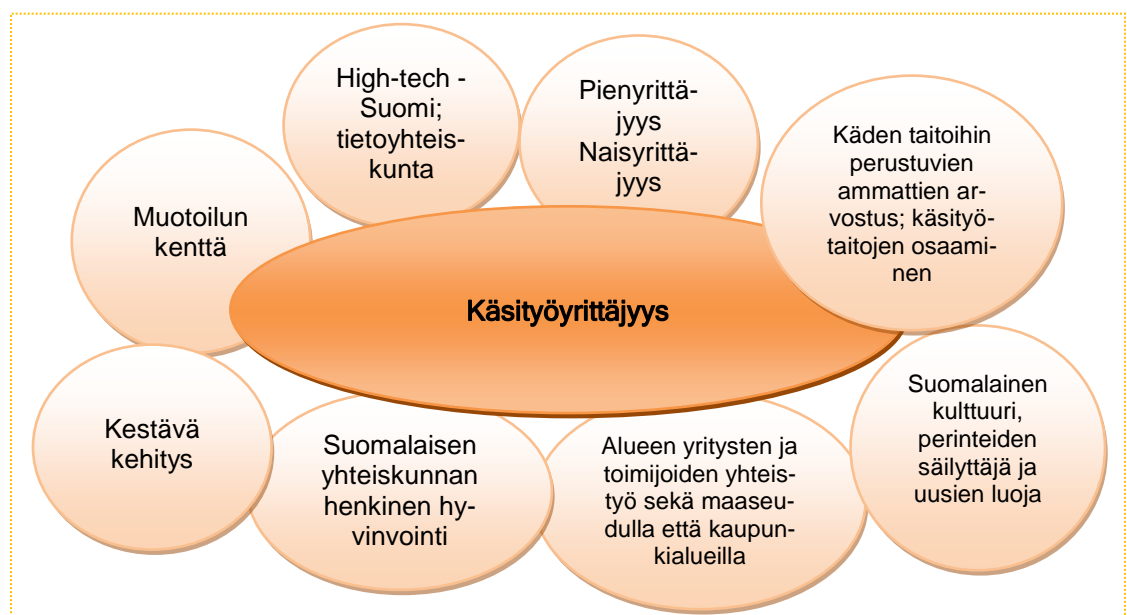 High-tech -
Suomi;
tietoyhteis-
kunta
Pienyrittä-
jyys
Naisyrittä-
jyys
Käden taitoihin
perustuvien
ammattien ar-
vostus; käsityö-
taitojen osaami-
nen
Muotoilun
kenttä
Käsityöyrittäjyys
Kestävä
kehitys
Suomalaisen
yhteiskunnan
henkinen hy-
vinvointi
Alueen yritysten ja
toimijoiden yhteis-
työ sekä maaseu-
dulla että kaupun-
kialueilla
Suomalainen
kulttuuri,
perinteiden
säilyttäjä ja
uusien luoja